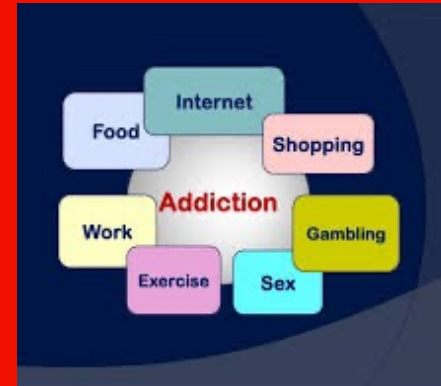 Internet
Food
Shopping
Addiction
Work
Gambling
Exercise
Sex